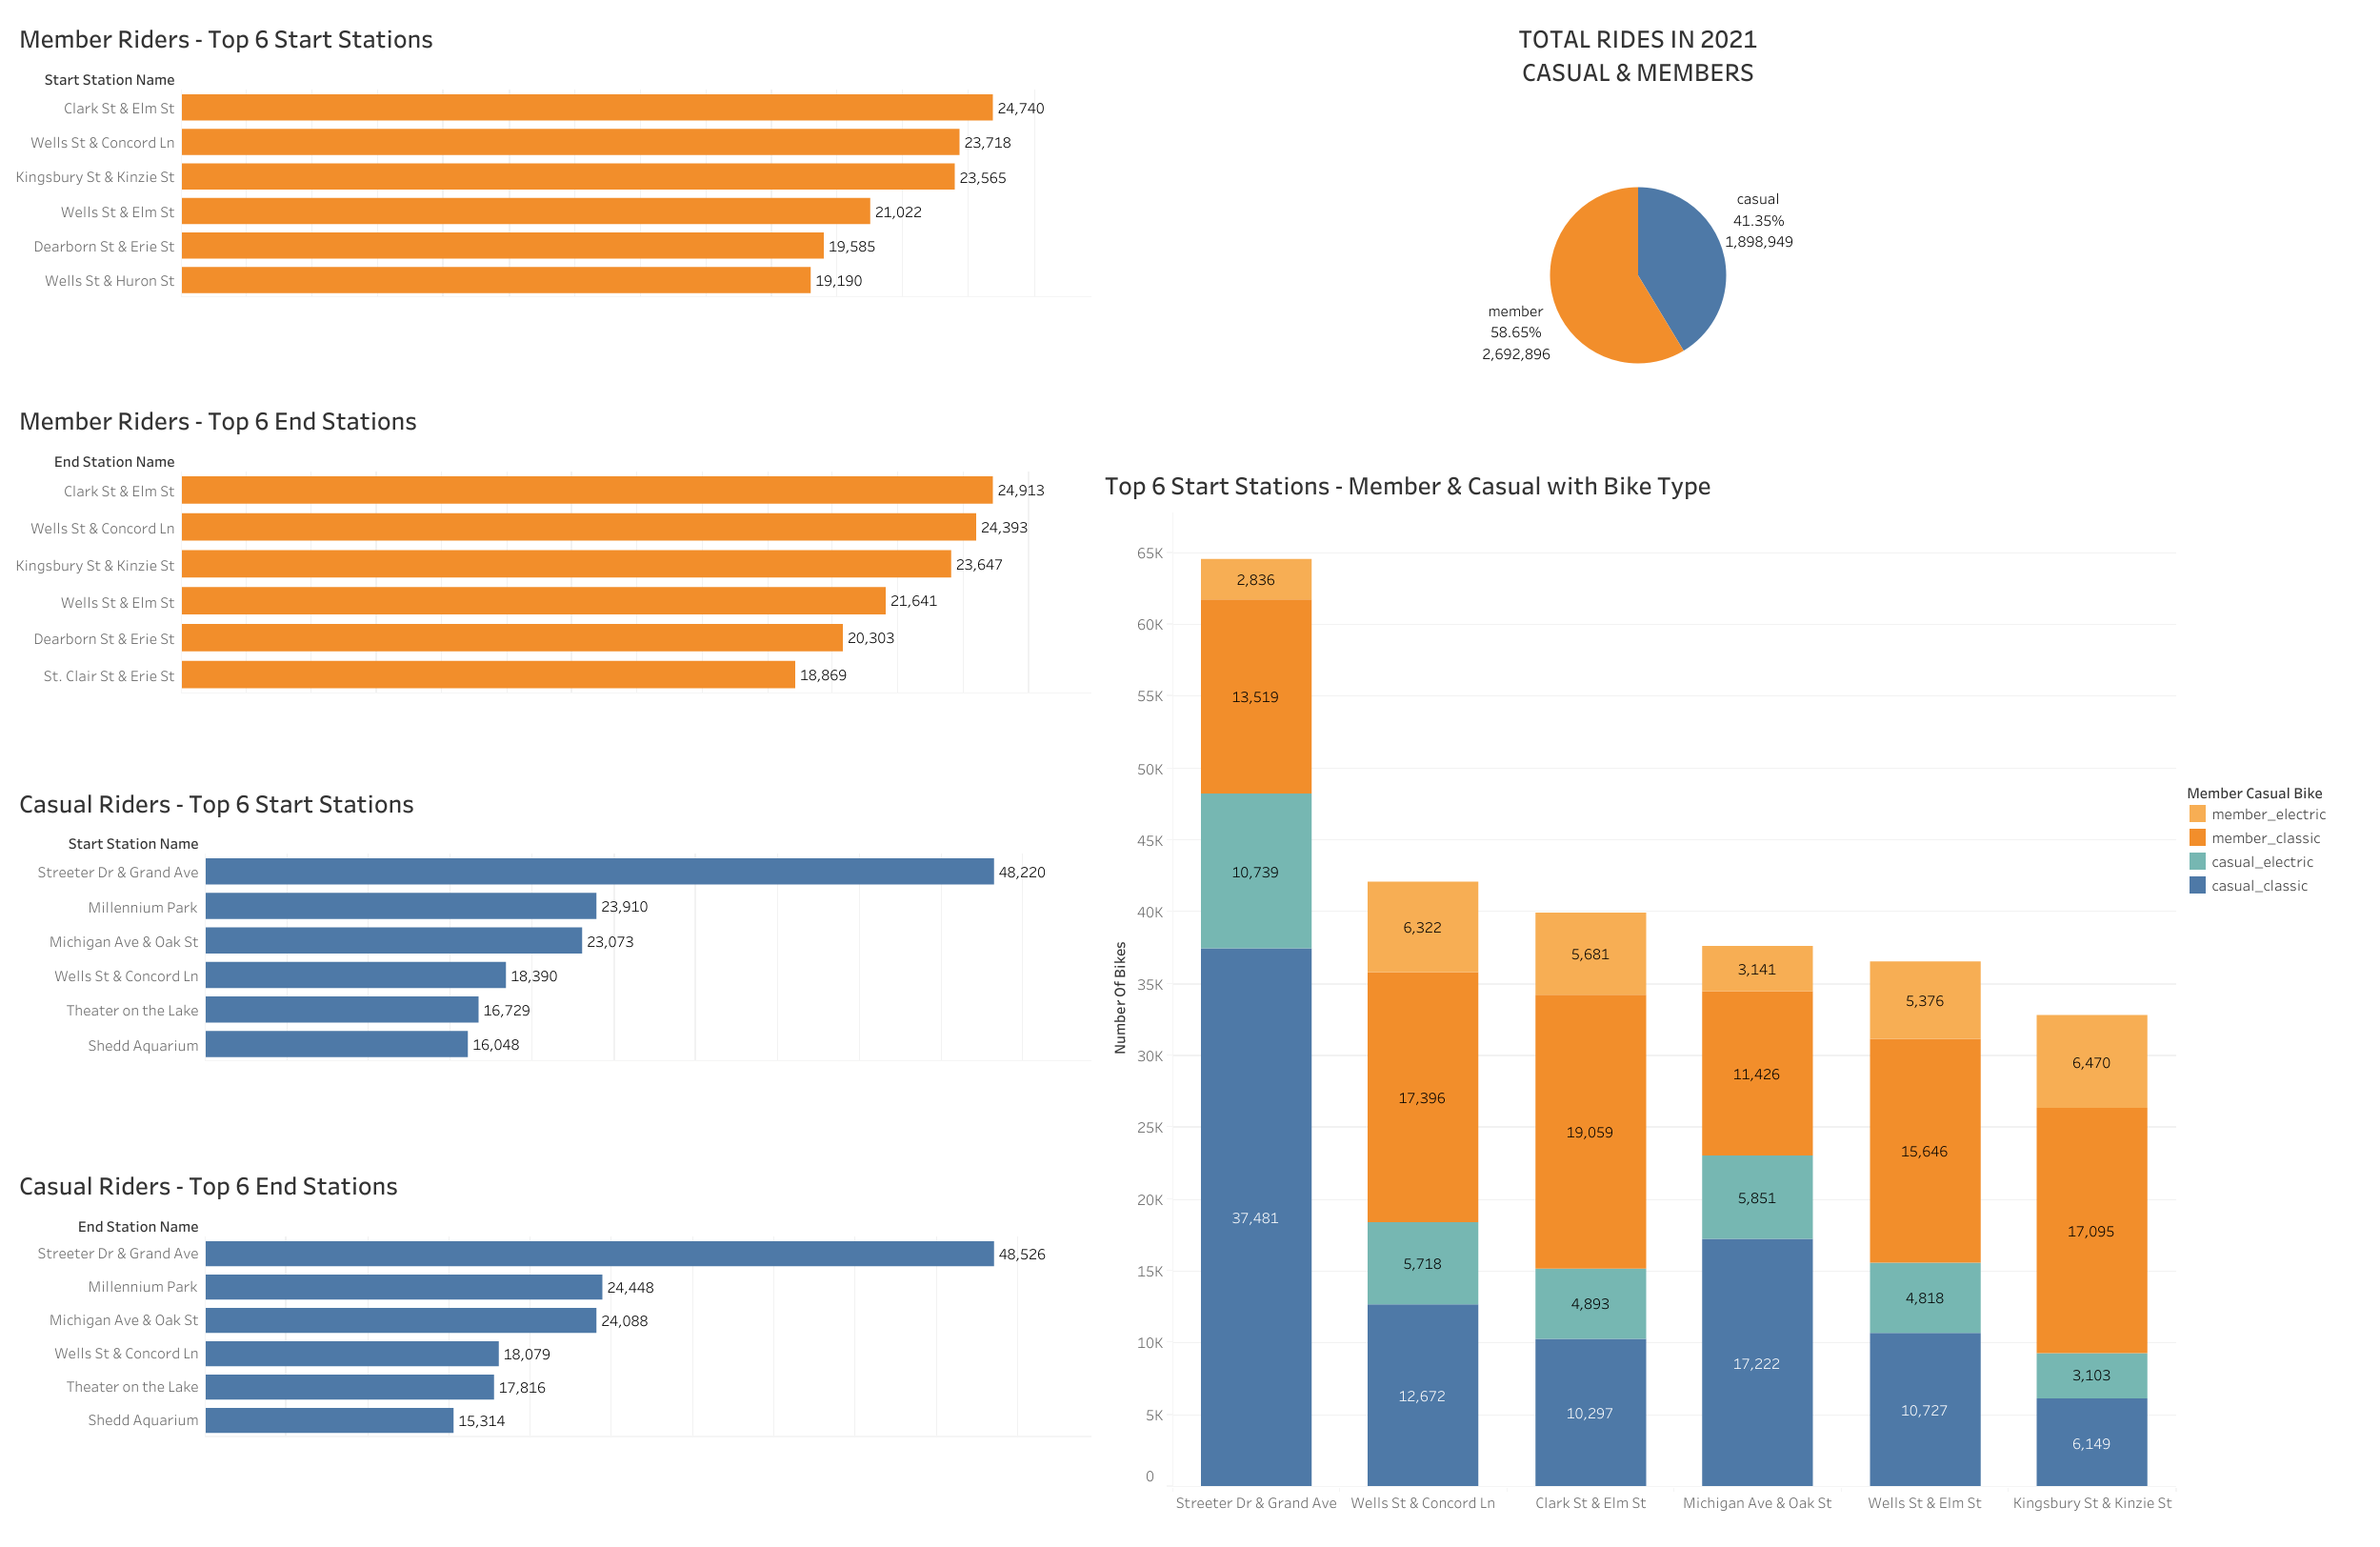 Member Riders - Top 6 Start Stations
Start Station Name
Clark St & Elm St 24,740
Wells St & Concord Ln 23,718
Kingsbury St & Kinzie St 23,565
Wells St & Elm St 21,022
Dearborn St & Erie St 19,585
Wells St & Huron St 19,190
Member Riders - Top 6 End Stations
End Station Name
Clark St & Elm St 24,913
Wells St & Concord Ln 24,393
Kingsbury St & Kinzie St 23,647
Wells St & Elm St 21,641
Dearborn St & Erie St 20,303
St. Clair St & Erie St 18,869
Casual Riders - Top 6 Start Stations
Start Station Name
Streeter Dr & Grand Ave 48,220
Millennium Park 23,910
Michigan Ave & Oak St 23,073
Wells St & Concord Ln 18,390
Theater on the Lake 16,729
Shedd Aquarium 16,048
Casual Riders - Top 6 End Stations
End Station Name
Streeter Dr & Grand Ave 48,526
Millennium Park 24,448
Michigan Ave & Oak St 24,088
Wells St & Concord Ln 18,079
Theater on the Lake 17,816
Shedd Aquarium 15,314
TOTAL RIDES IN 2021
CASUAL & MEMBERS
casual
41.35%
1,898,949
member
58.65%
2,692,896
Top 6 Start Stations - Member & Casual with Bike Type
Number Of Bikes
65K
60K
55K
50K
45K
40K
35K
30K
25K
20K
15K
10K
5K
0
2,836
13,519
10,739
37,481
6,322
17,396
5,718
12,672
5,681
19,059
4,893
10,297
3,141
11,426
5,851
17,222
5,376
15,646
4,818
10,727
6,470
17,095
3,103
6,149
Streeter Dr & Grand Ave Wells St & Concord Ln Clark St & Elm St Michigan Ave & Oak St Wells St & Elm St Kingsbury St & Kinzie St
Member Casual Bike
member_electric
member_classic
casual_electric
casual_classic